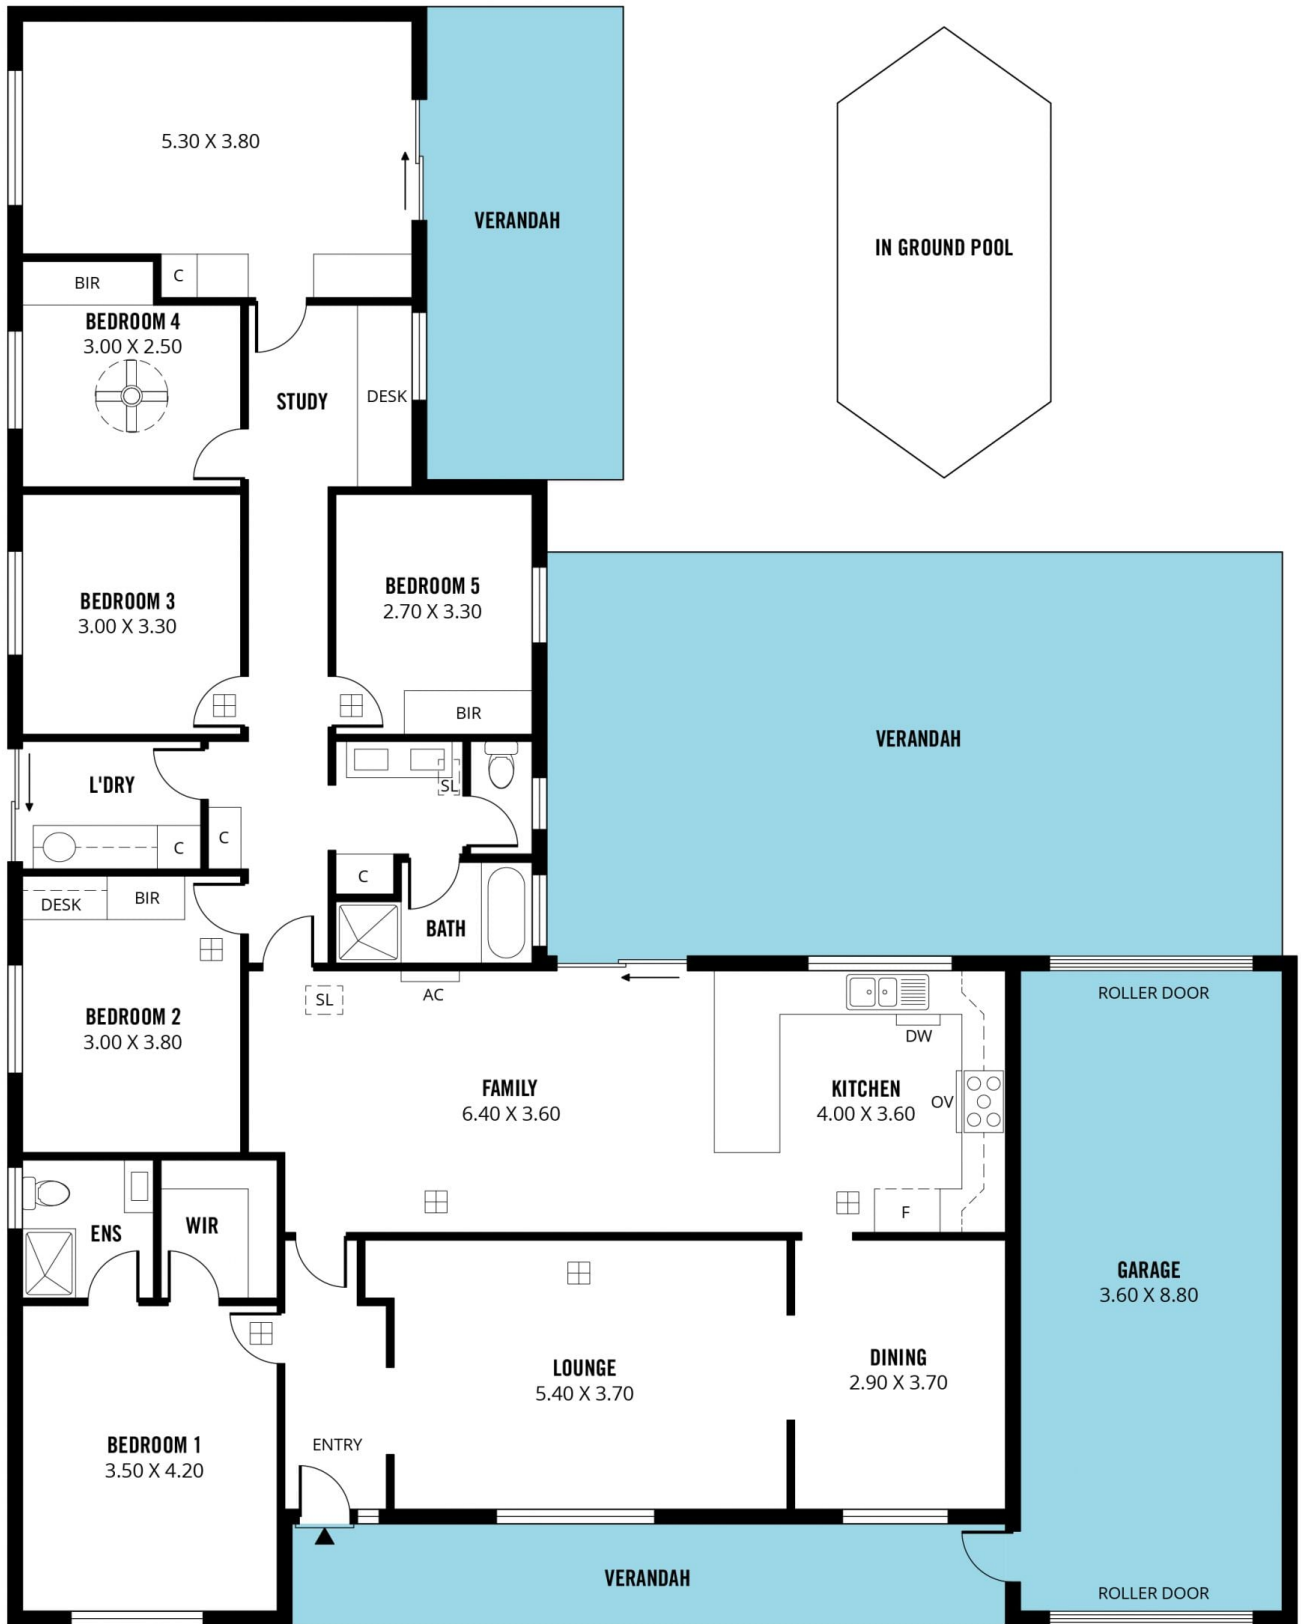 5.30 X 3.80
VERANDAH
IN GROUND POOL
C
BIR
BEDROOM 4
3.00 X 2.50
STUDY
DESK
BEDROOM 3
3.00 X 3.30
BEDROOM 5
2.70 X 3.30
BIR
VERANDAH
L'DRY
SL
C
C
C
DESK
BIR
BATH
BEDROOM 2
3.00 X 3.80
SL
AC
ROLLER DOOR
DW
FAMILY
6.40 X 3.60
KITCHEN
4.00 X 3.60
OV
F
ENS
WIR
GARAGE
3.60 X 8.80
LOUNGE
5.40 X 3.70
DINING
2.90 X 3.70
BEDROOM 1
3.50 X 4.20
ENTRY
VERANDAH
ROLLER DOOR